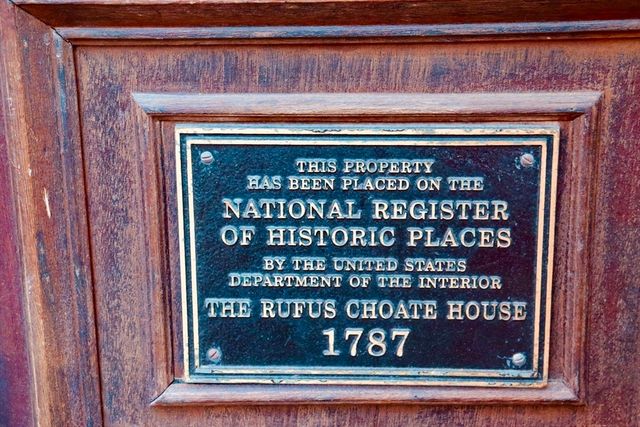 THIS PROPERTY
HAS BEEN PLACED ON THE
NATIONAL REGISTER
OF HISTORIC PLACES
BY THE UNITED STATES
DEPARTMENT OF THE INTERIOR
THE RUFUS CHOATE HOUSE
1787